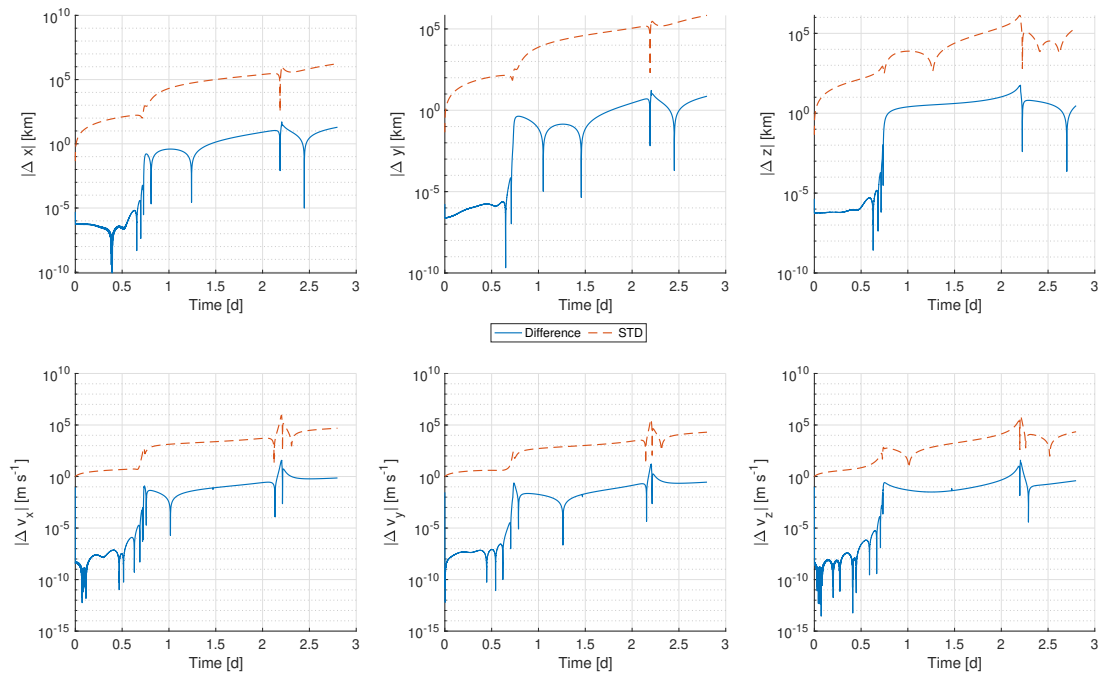 |Δ x| [km]
10^10
10^5
10^0
10^-5
10^-10
0 0.5 1 1.5 2 2.5 3
Time [d]
|Δ y| [km]
10^5
10^0
10^-5
10^-10
0 0.5 1 1.5 2 2.5 3
Time [d]
|Δ z| [km]
10^5
10^0
10^-5
10^-10
0 0.5 1 1.5 2 2.5 3
Time [d]
Difference STD
|Δ v_x| [m s^-1]
10^10
10^5
10^0
10^-5
10^-10
10^-15
0 0.5 1 1.5 2 2.5 3
Time [d]
|Δ v_y| [m s^-1]
10^10
10^5
10^0
10^-5
10^-10
10^-15
0 0.5 1 1.5 2 2.5 3
Time [d]
|Δ v_z| [m s^-1]
10^10
10^5
10^0
10^-5
10^-10
10^-15
0 0.5 1 1.5 2 2.5 3
Time [d]